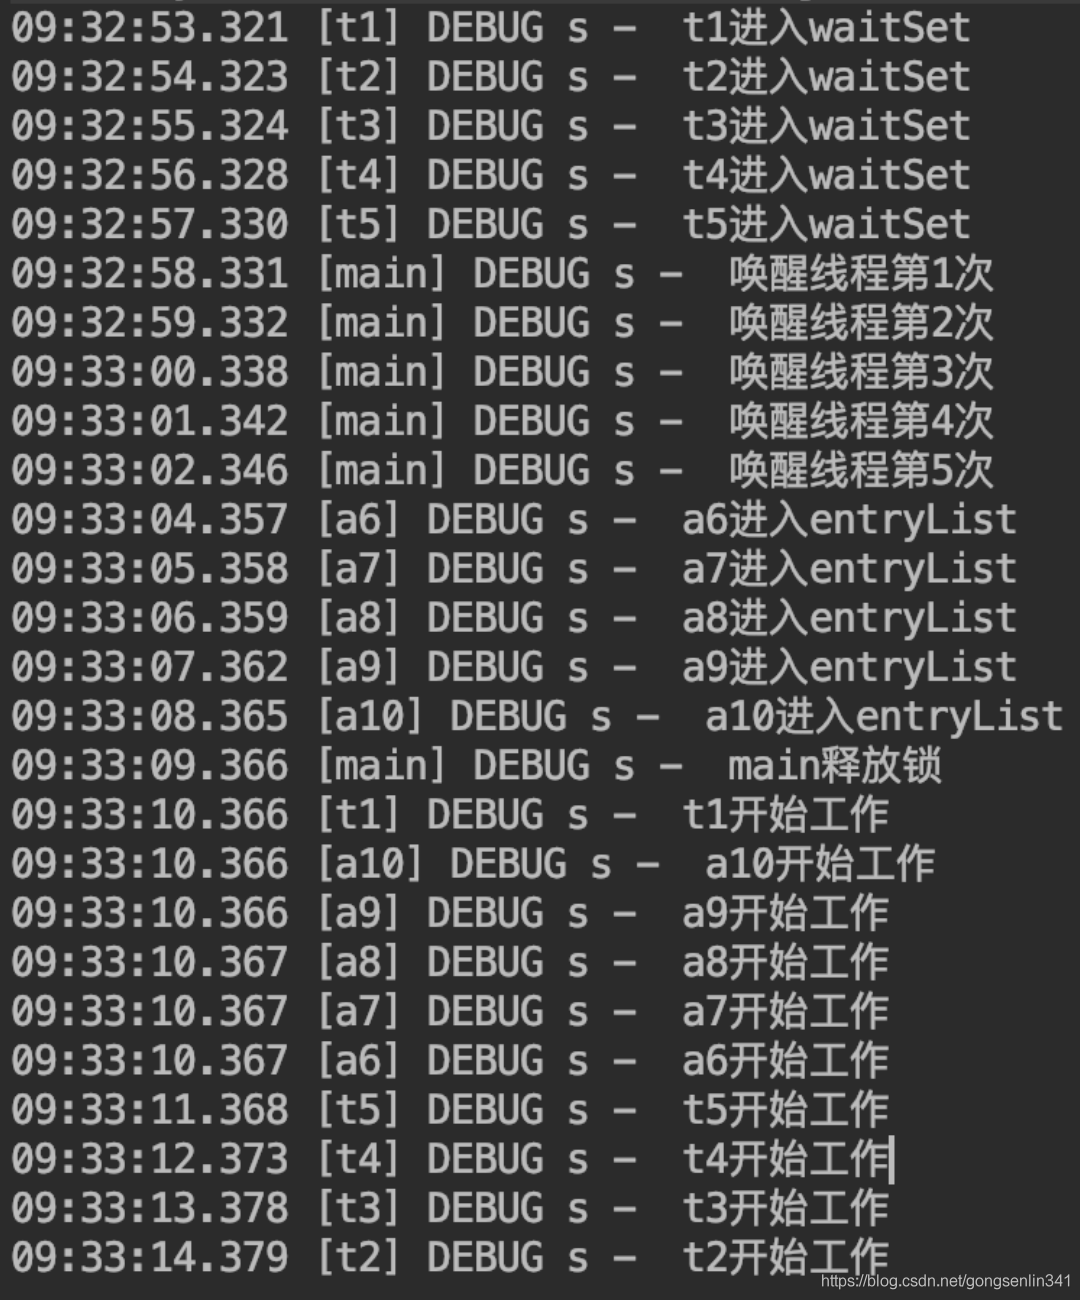 09:32:53.321 [t1] DEBUG s – t1进入waitSet
09:32:54.323 [t2] DEBUG s – t2进入waitSet
09:32:55.324 [t3] DEBUG s – t3进入waitSet
09:32:56.328 [t4] DEBUG s – t4进入waitSet
09:32:57.330 [t5] DEBUG s – t5进入waitSet
09:32:58.331 [main] DEBUG s – 唤醒线程第1次
09:32:59.332 [main] DEBUG s – 唤醒线程第2次
09:33:00.338 [main] DEBUG s – 唤醒线程第3次
09:33:01.342 [main] DEBUG s – 唤醒线程第4次
09:33:02.346 [main] DEBUG s – 唤醒线程第5次
09:33:04.357 [a6] DEBUG s – a6进入entryList
09:33:05.358 [a7] DEBUG s – a7进入entryList
09:33:06.359 [a8] DEBUG s – a8进入entryList
09:33:07.362 [a9] DEBUG s – a9进入entryList
09:33:08.365 [a10] DEBUG s – a10进入entryList
09:33:09.366 [main] DEBUG s – main释放锁
09:33:10.366 [t1] DEBUG s – t1开始工作
09:33:10.366 [a10] DEBUG s – a10开始工作
09:33:10.366 [a9] DEBUG s – a9开始工作
09:33:10.367 [a8] DEBUG s – a8开始工作
09:33:10.367 [a7] DEBUG s – a7开始工作
09:33:10.367 [a6] DEBUG s – a6开始工作
09:33:11.368 [t5] DEBUG s – t5开始工作
09:33:12.373 [t4] DEBUG s – t4开始工作
09:33:13.378 [t3] DEBUG s – t3开始工作
09:33:14.379 [t2] DEBUG s – t2开始工作
https://blog.csdn.net/gongsenlin341